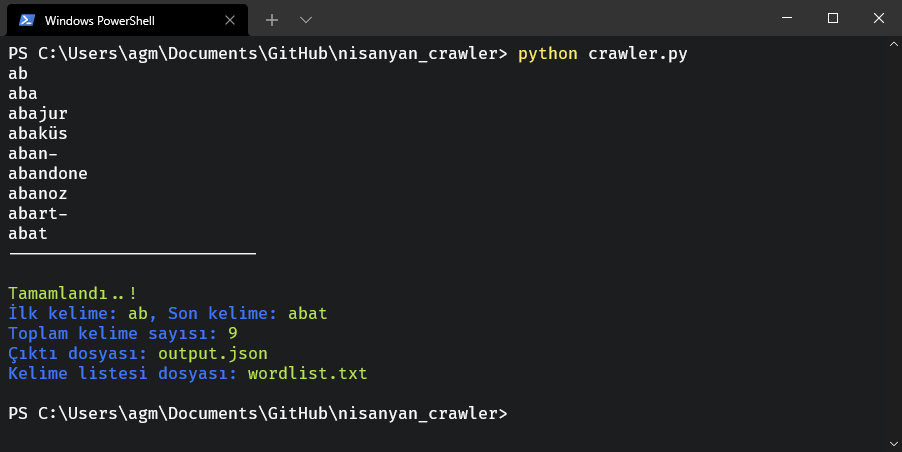 Windows PowerShell
PS C:\Users\agm\Documents\GitHub\nisanyan_crawler> python crawler.py
ab
aba
abajur
abaküs
aban-
abandone
abanoz
abart-
abat
-------------------------
Tamamlandı..!
İlk kelime: ab, Son kelime: abat
Toplam kelime sayısı: 9
Çıktı dosyası: output.json
Kelime listesi dosyası: wordlist.txt
PS C:\Users\agm\Documents\GitHub\nisanyan_crawler>